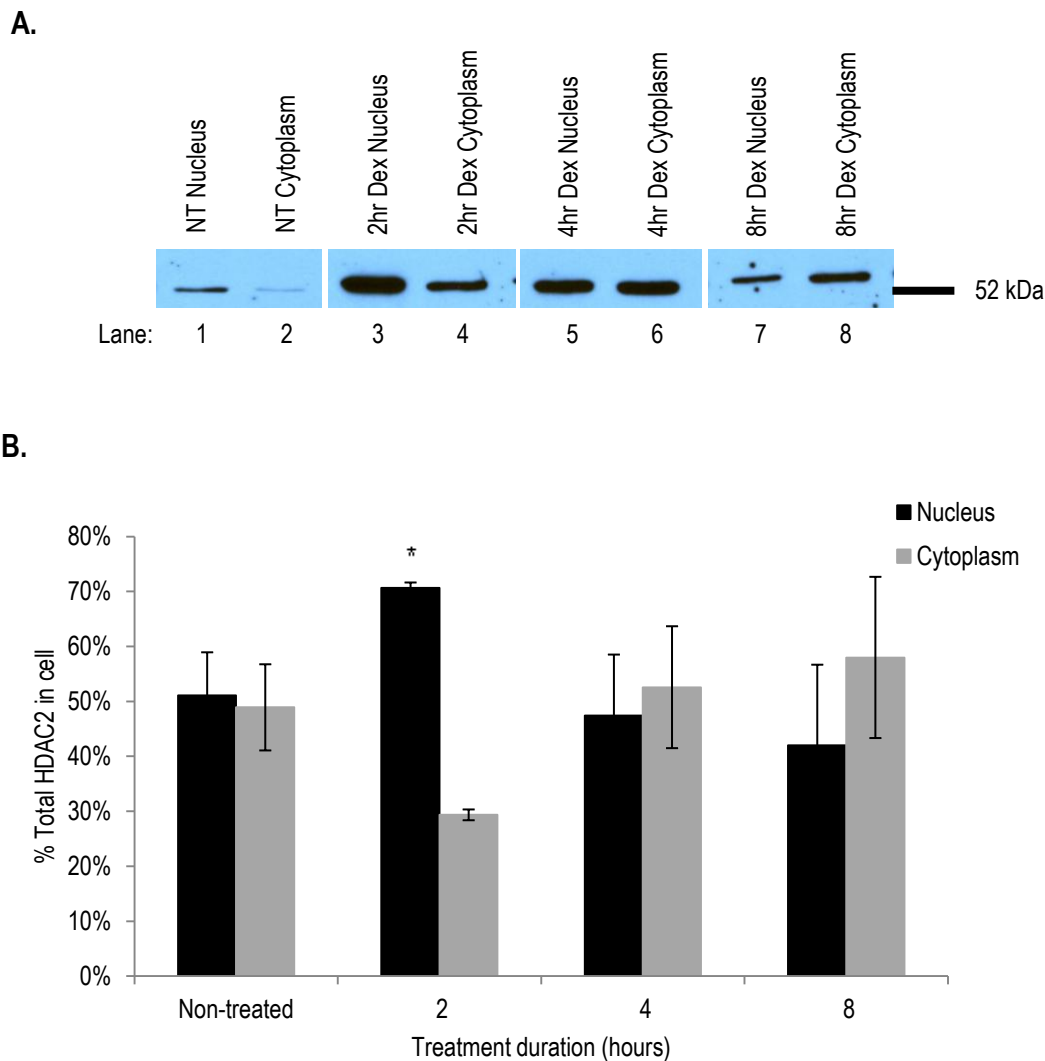 A.
NT Nucleus
NT Cytoplasm
2hr Dex Nucleus
2hr Dex Cytoplasm
4hr Dex Nucleus
4hr Dex Cytoplasm
8hr Dex Nucleus
8hr Dex Cytoplasm
52 kDa
Lane: 1 2 3 4 5 6 7 8
B.
Nucleus
Cytoplasm
% Total HDAC2 in cell
80%
70%
60%
50%
40%
30%
20%
10%
0%
*
Non-treated 2 4 8
Treatment duration (hours)